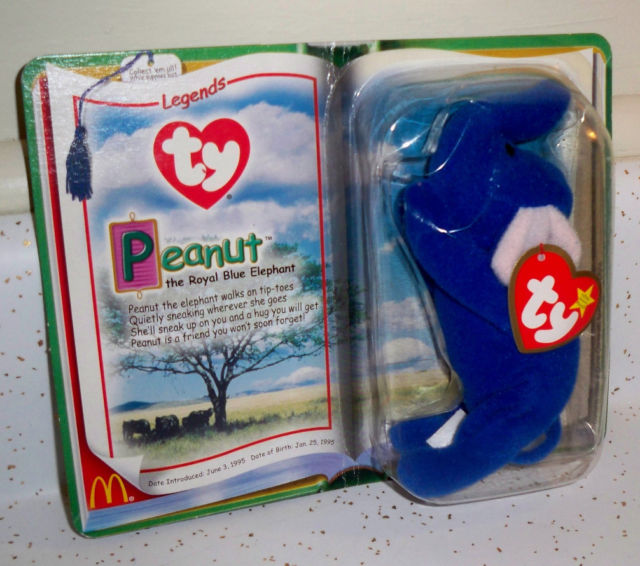 Collect 'em all!
Legends
ty
Peanut™
the Royal Blue Elephant
Peanut the elephant walks on tip-toes
Quietly sneaking wherever she goes
She'll sneak up on you and a hug you will get
Peanut is a friend you won't soon forget!
Date Introduced: June 3, 1995 Date of Birth: Jan. 25, 1995
M®
ty